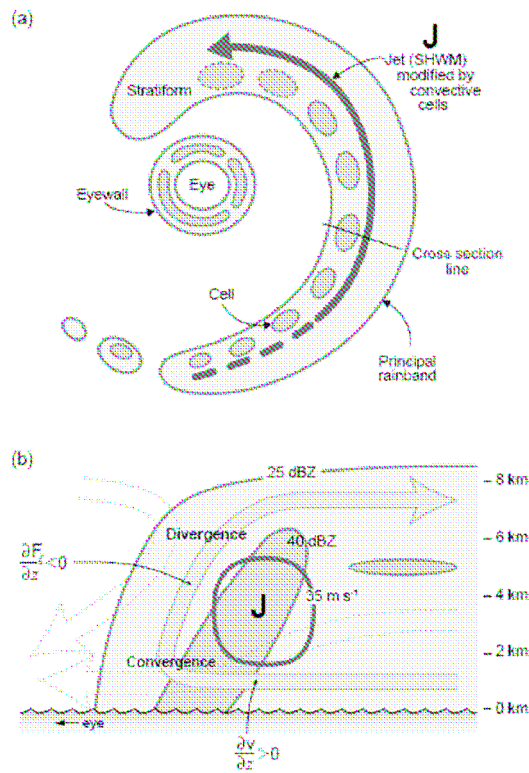 (a)
J
Jet (SHWM)
modified by
convective
cells
Stratiform
Eye
Eyewall
Cross section
line
Cell
Principal
rainband
(b)
25 dBZ
8 km
Divergence
40 dBZ
6 km
∂F/∂z<0
35 m s⁻¹
J
4 km
Convergence
2 km
0 km
eye
∂v/∂z>0